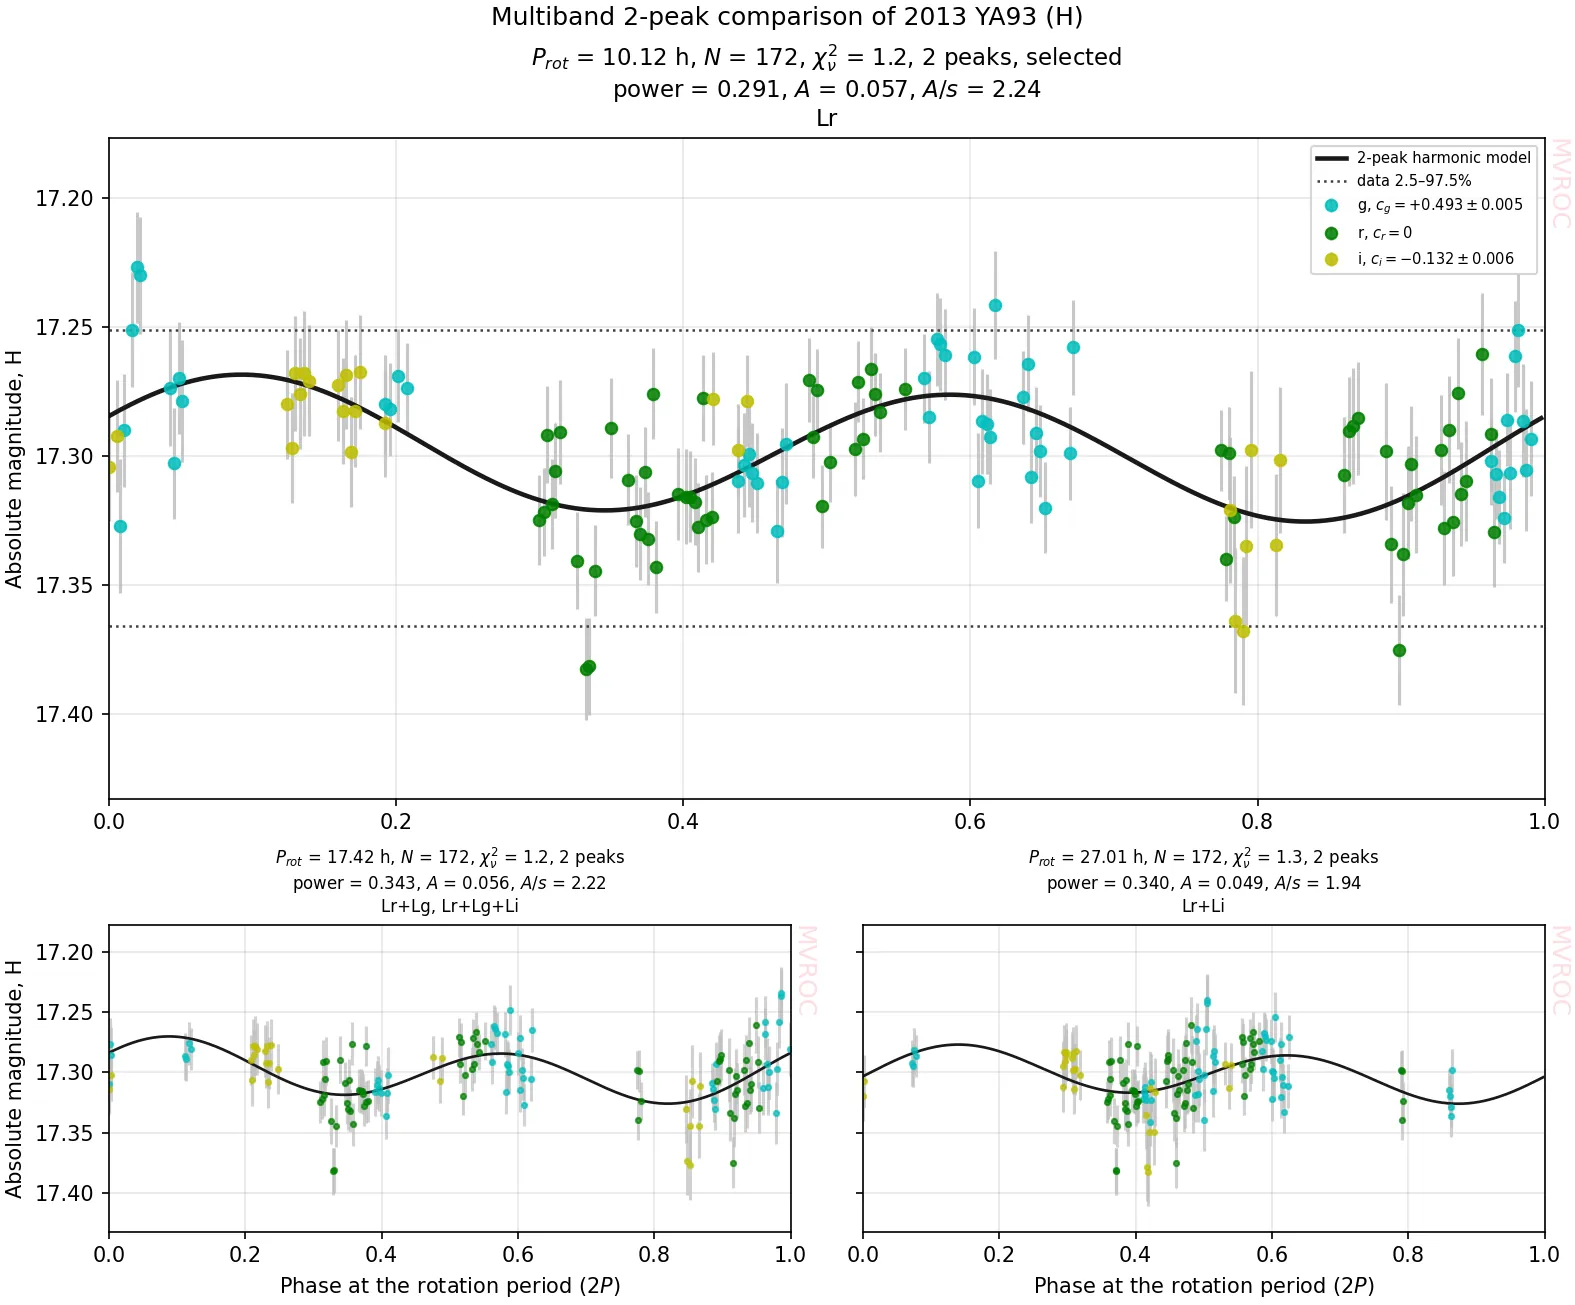 Multiband 2-peak comparison of 2013 YA93 (H)
P_rot = 10.12 h, N = 172, χ²_ν = 1.2, 2 peaks, selected
power = 0.291, A = 0.057, A/s = 2.24
Lr
MVROC
2-peak harmonic model
data 2.5–97.5%
g, c_g = +0.493 ± 0.005
r, c_r = 0
i, c_i = −0.132 ± 0.006
17.20
17.25
17.30
17.35
17.40
Absolute magnitude, H
0.0 0.2 0.4 0.6 0.8 1.0
P_rot = 17.42 h, N = 172, χ²_ν = 1.2, 2 peaks
power = 0.343, A = 0.056, A/s = 2.22
Lr+Lg, Lr+Lg+Li
MVROC
17.20
17.25
17.30
17.35
17.40
Absolute magnitude, H
0.0 0.2 0.4 0.6 0.8 1.0
Phase at the rotation period (2P)
P_rot = 27.01 h, N = 172, χ²_ν = 1.3, 2 peaks
power = 0.340, A = 0.049, A/s = 1.94
Lr+Li
MVROC
0.0 0.2 0.4 0.6 0.8 1.0
Phase at the rotation period (2P)